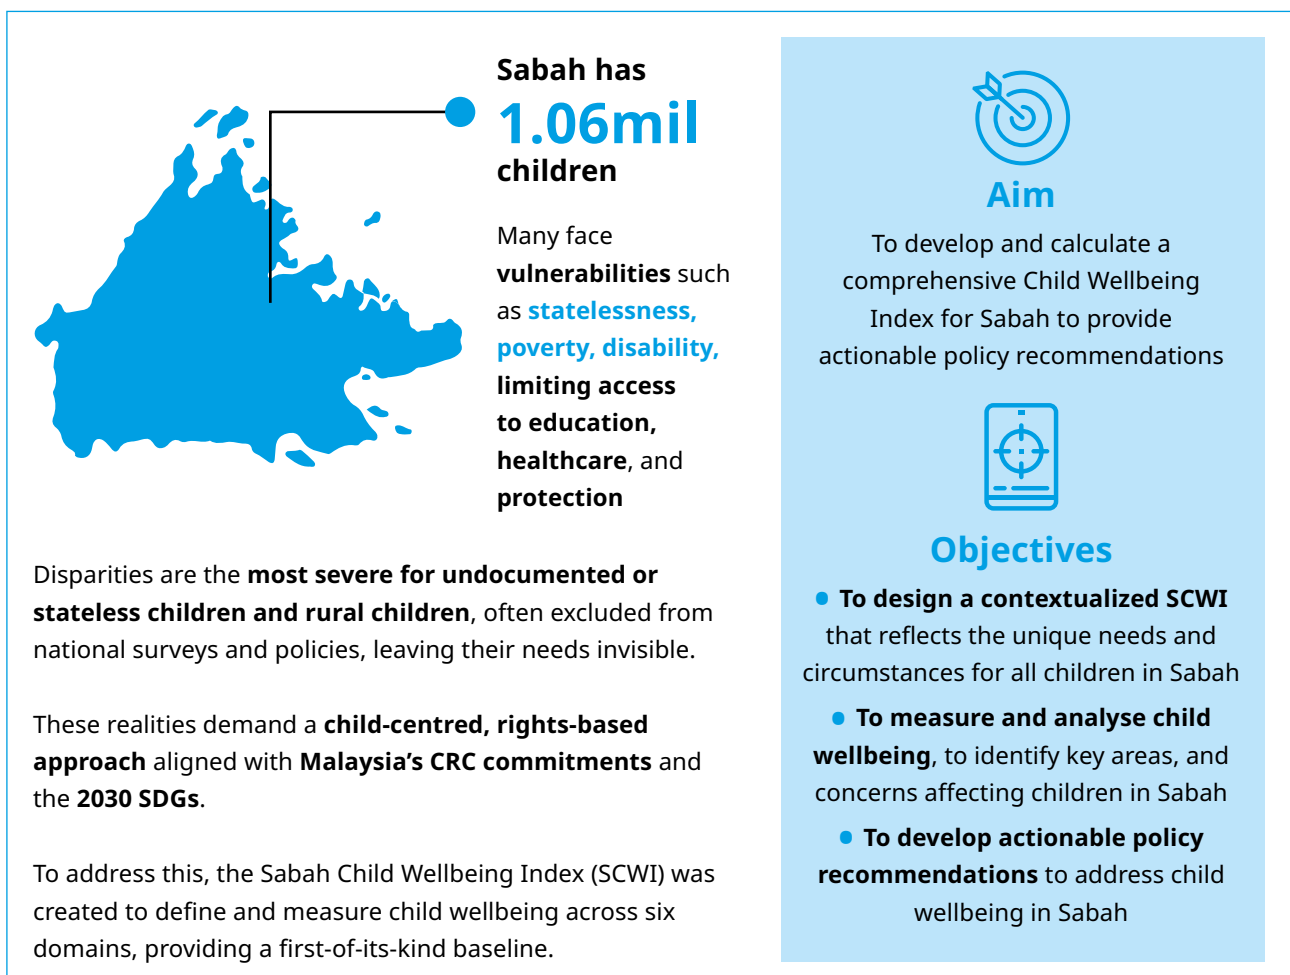 Sabah has
1.06mil
children
Many face
vulnerabilities such
as statelessness,
poverty, disability,
limiting access
to education,
healthcare, and
protection
Disparities are the most severe for undocumented or
stateless children and rural children, often excluded from
national surveys and policies, leaving their needs invisible.
These realities demand a child-centred, rights-based
approach aligned with Malaysia’s CRC commitments and
the 2030 SDGs.
To address this, the Sabah Child Wellbeing Index (SCWI) was
created to define and measure child wellbeing across six
domains, providing a first-of-its-kind baseline.
Aim
To develop and calculate a
comprehensive Child Wellbeing
Index for Sabah to provide
actionable policy recommendations
Objectives
• To design a contextualized SCWI
that reflects the unique needs and
circumstances for all children in Sabah
• To measure and analyse child
wellbeing, to identify key areas, and
concerns affecting children in Sabah
• To develop actionable policy
recommendations to address child
wellbeing in Sabah